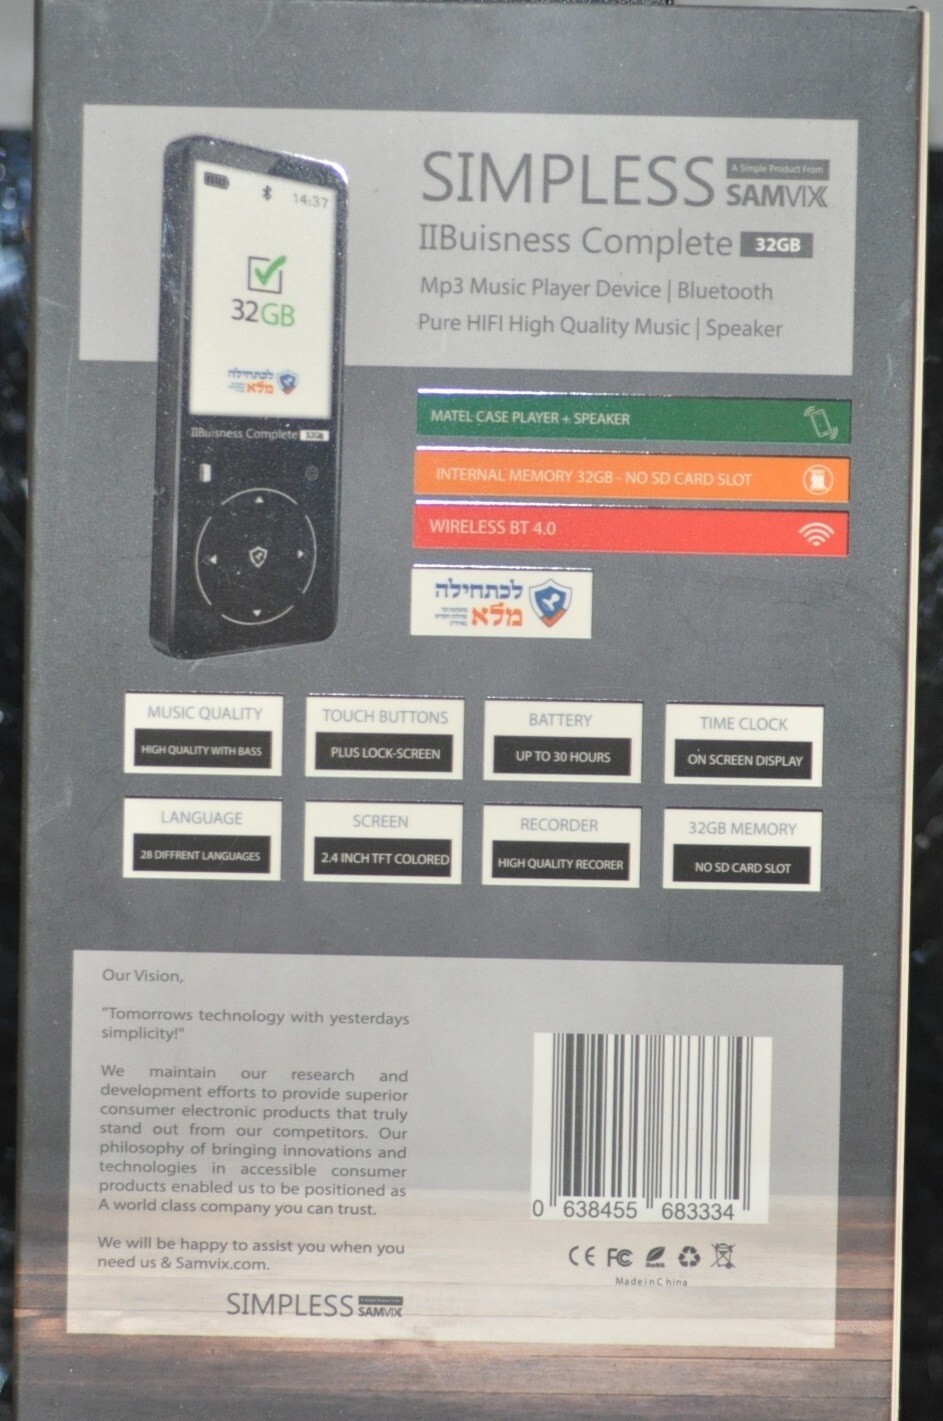 14:37
32GB
לכתחילה
מלא
IIBuisness Complete 32GB
SIMPLESS A Simple Product From
SAMVIX
IIBuisness Complete 32GB
Mp3 Music Player Device | Bluetooth
Pure HIFI High Quality Music | Speaker
MATEL CASE PLAYER + SPEAKER
INTERNAL MEMORY 32GB - NO SD CARD SLOT
WIRELESS BT 4.0
לכתחילה
מלא
MUSIC QUALITY
HIGH QUALITY WITH BASS
TOUCH BUTTONS
PLUS LOCK-SCREEN
BATTERY
UP TO 30 HOURS
TIME CLOCK
ON SCREEN DISPLAY
LANGUAGE
28 DIFFRENT LANGUAGES
SCREEN
2.4 INCH TFT COLORED
RECORDER
HIGH QUALITY RECORER
32GB MEMORY
NO SD CARD SLOT
Our Vision,
"Tomorrows technology with yesterdays
simplicity!"
We maintain our research and
development efforts to provide superior
consumer electronic products that truly
stand out from our competitors. Our
philosophy of bringing innovations and
technologies in accessible consumer
products enabled us to be positioned as
A world class company you can trust.
We will be happy to assist you when you
need us & Samvix.com.
SIMPLESS SAMVIX
0 638455 683334
CE FC RoHS
Made in China